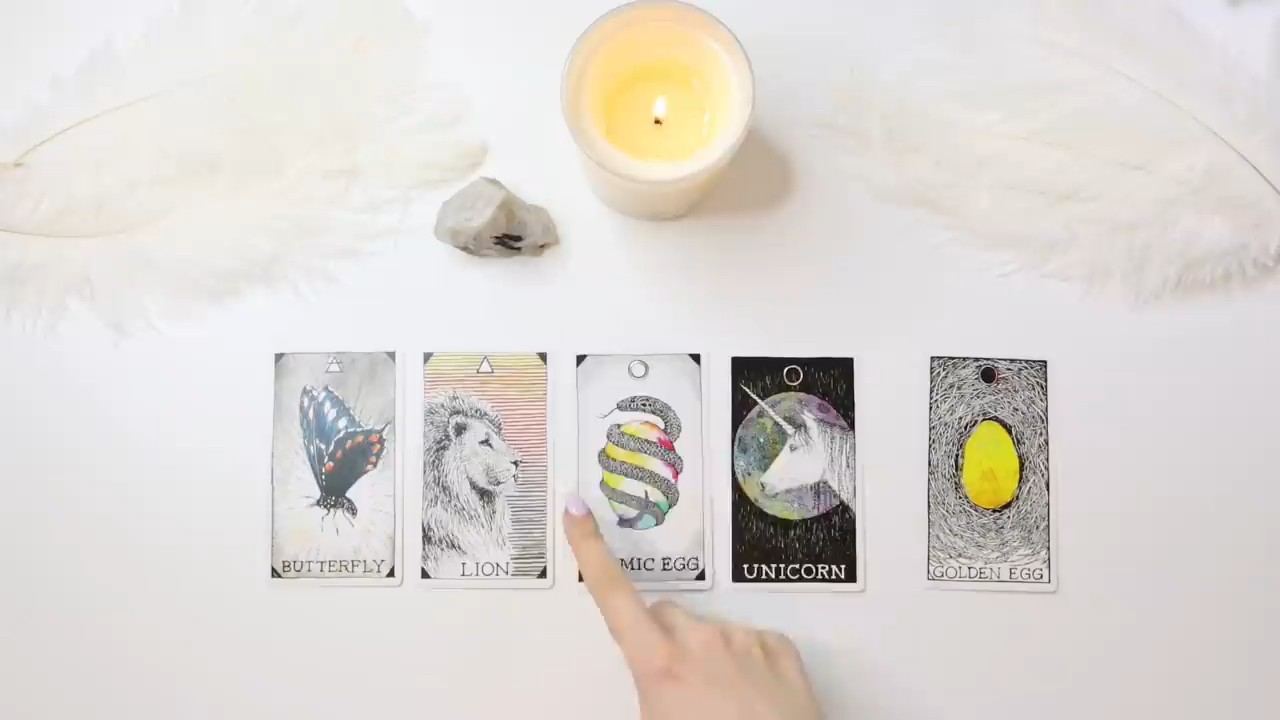 BUTTERFLY
LION
MIC EGG
UNICORN
GOLDEN EGG